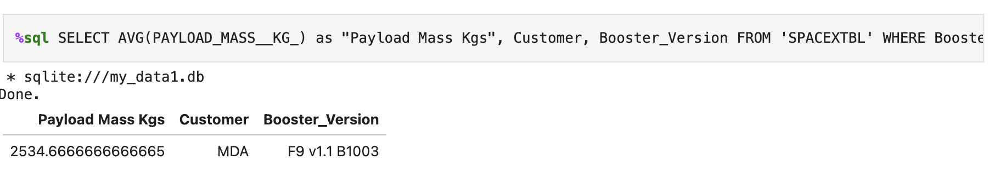 %sql SELECT AVG(PAYLOAD_MASS__KG_) as "Payload Mass Kgs", Customer, Booster_Version FROM 'SPACEXTBL' WHERE Booste
* sqlite:///my_data1.db
Done.
Payload Mass Kgs Customer Booster_Version
2534.6666666666665 MDA F9 v1.1 B1003